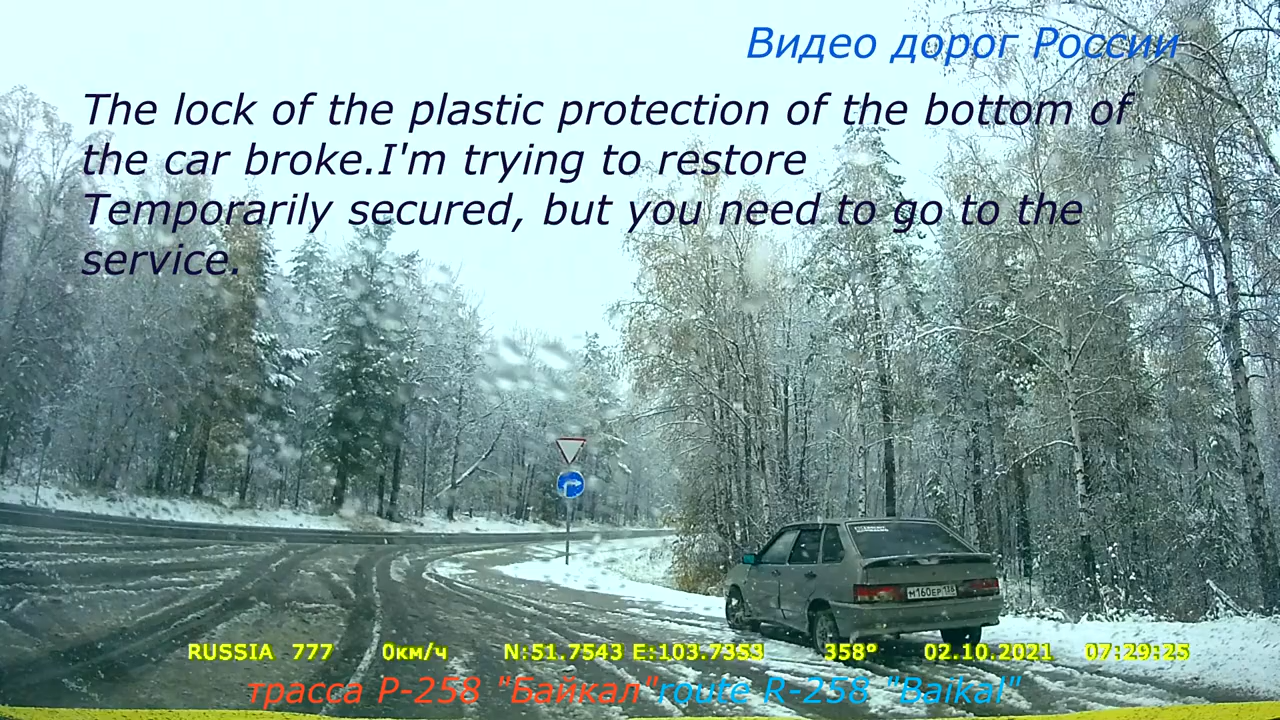 Видео дорог России
The lock of the plastic protection of the bottom of
the car broke.I'm trying to restore
Temporarily secured, but you need to go to the
service.
М160ЕР 138
RUSSIA 777 0км/ч N:51.7543 E:103.7353 358° 02.10.2021 07:29:25
трасса Р-258 "Байкал"route R-258 "Baikal"